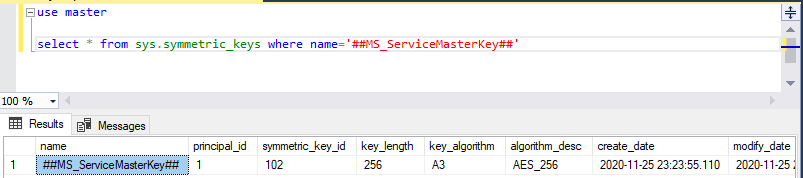 use master
select * from sys.symmetric_keys where name='##MS_ServiceMasterKey##'
100 %
Results Messages
name principal_id symmetric_key_id key_length key_algorithm algorithm_desc create_date modify_date
1 ##MS_ServiceMasterKey## 1 102 256 A3 AES_256 2020-11-25 23:23:55.110 2020-11-25 2